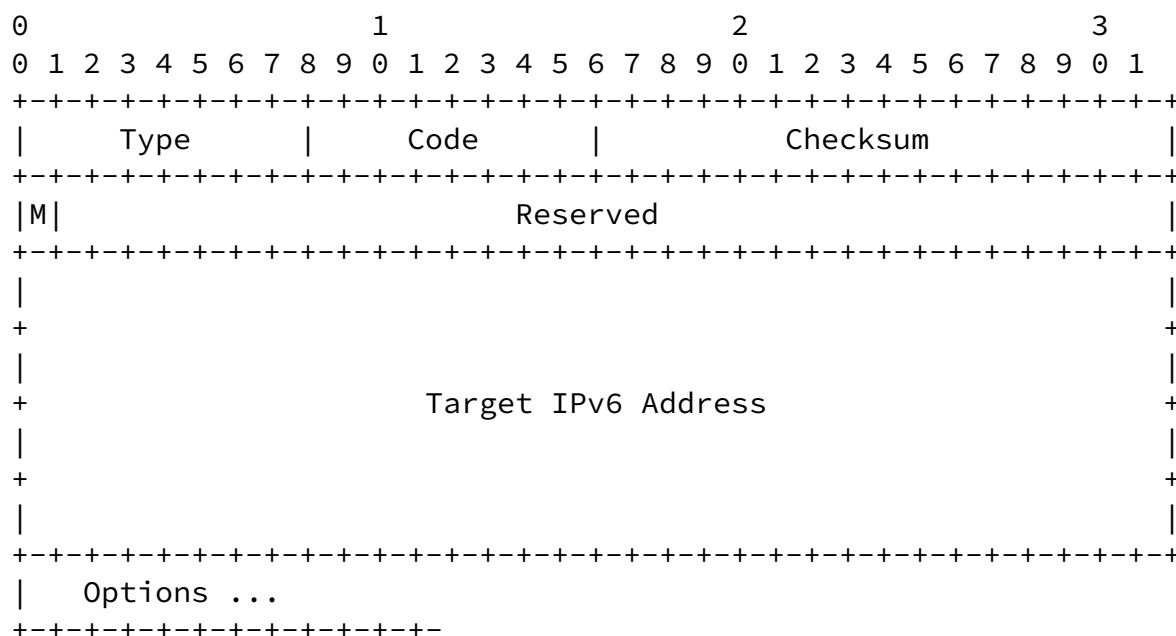 0                   1                   2                   3
0 1 2 3 4 5 6 7 8 9 0 1 2 3 4 5 6 7 8 9 0 1 2 3 4 5 6 7 8 9 0 1
+-+-+-+-+-+-+-+-+-+-+-+-+-+-+-+-+-+-+-+-+-+-+-+-+-+-+-+-+-+-+-+-+
|     Type      |     Code      |          Checksum             |
+-+-+-+-+-+-+-+-+-+-+-+-+-+-+-+-+-+-+-+-+-+-+-+-+-+-+-+-+-+-+-+-+
|M|                         Reserved                            |
+-+-+-+-+-+-+-+-+-+-+-+-+-+-+-+-+-+-+-+-+-+-+-+-+-+-+-+-+-+-+-+-+
|                                                               |
+                                                               +
|                                                               |
+                      Target IPv6 Address                      +
|                                                               |
+                                                               +
|                                                               |
+-+-+-+-+-+-+-+-+-+-+-+-+-+-+-+-+-+-+-+-+-+-+-+-+-+-+-+-+-+-+-+-+
|   Options ...
+-+-+-+-+-+-+-+-+-+-+-+-